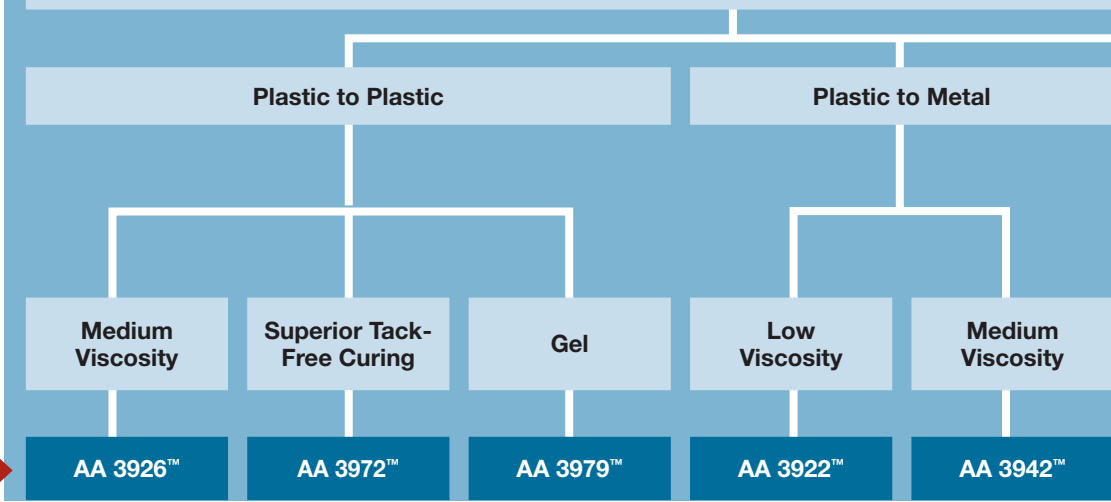 Plastic to Plastic
Plastic to Metal
Medium
Viscosity
Superior Tack-
Free Curing
Gel
Low
Viscosity
Medium
Viscosity
AA 3926™
AA 3972™
AA 3979™
AA 3922™
AA 3942™